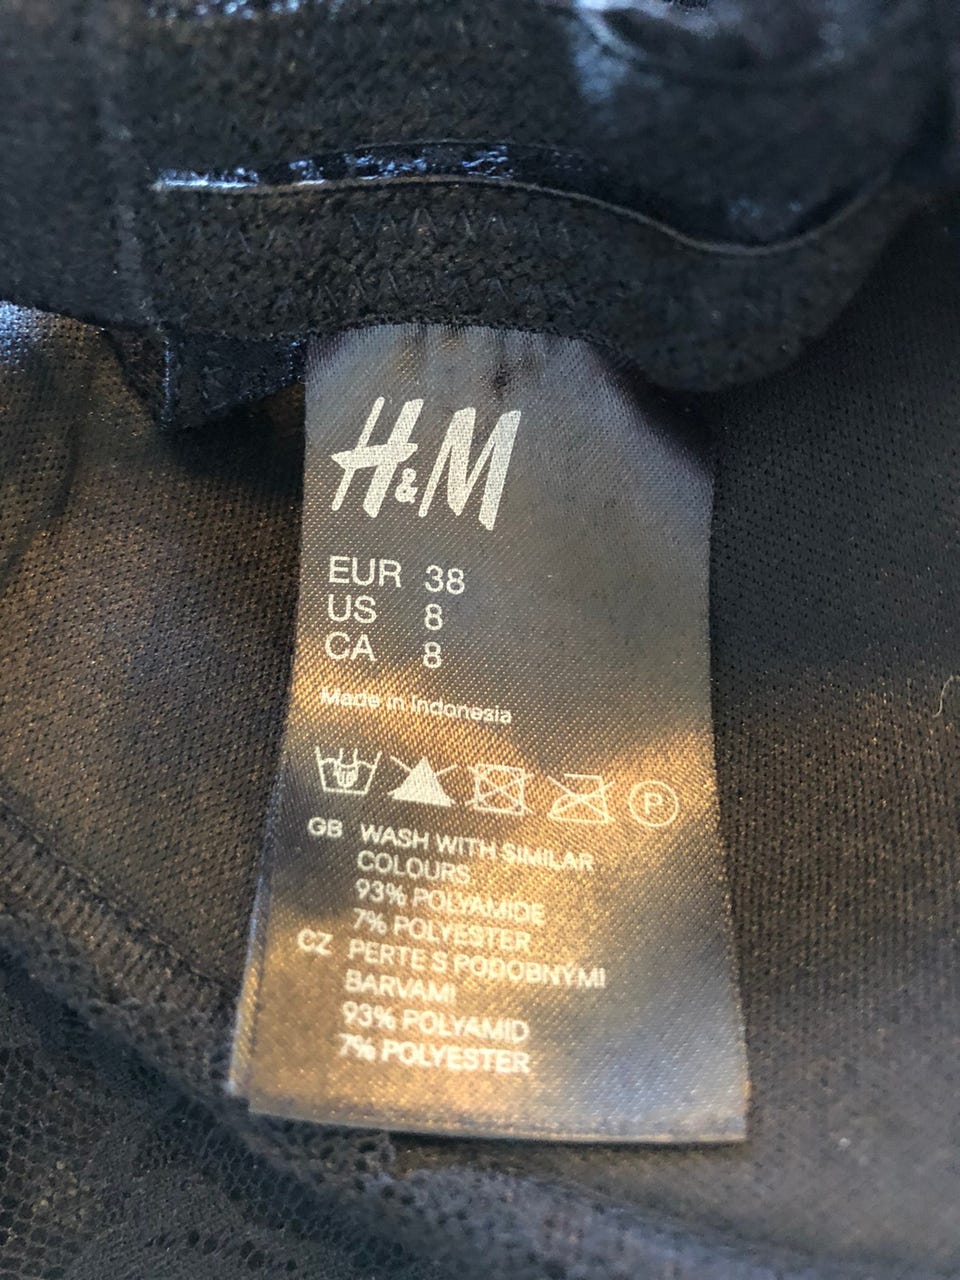 H&M
EUR 38
US 8
CA 8
Made in Indonesia
P
GB WASH WITH SIMILAR
COLOURS
93% POLYAMIDE
7% POLYESTER
CZ PERTE S PODOBNÝMI
BARVAMI
93% POLYAMID
7% POLYESTER